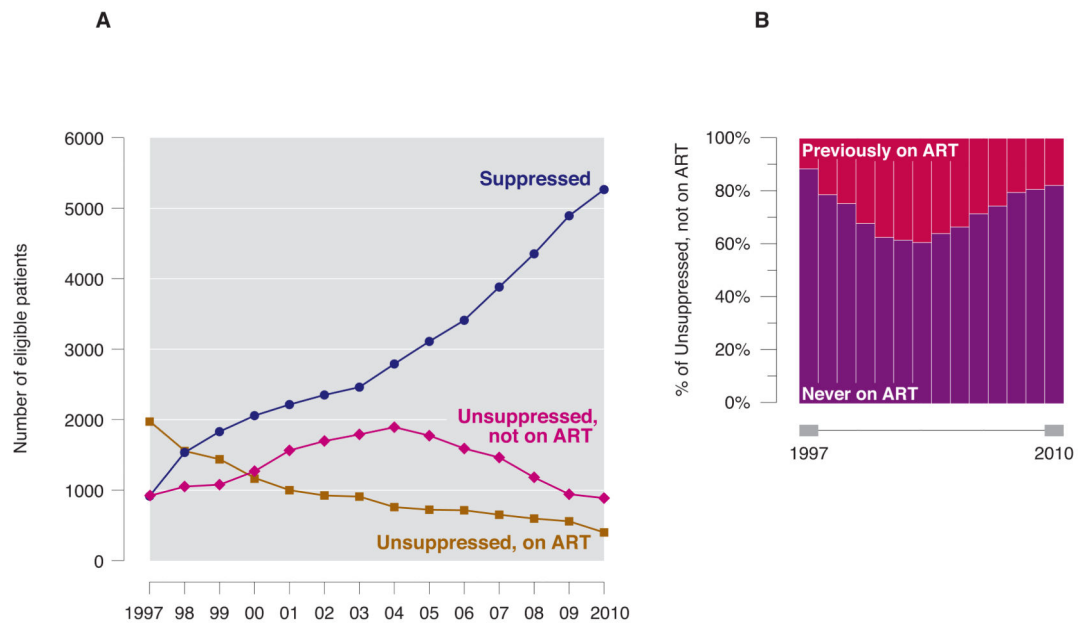 A
B
Number of eligible patients
6000
5000
4000
3000
2000
1000
0
Suppressed
Unsuppressed,
not on ART
Unsuppressed, on ART
1997 98 99 00 01 02 03 04 05 06 07 08 09 2010
% of Unsuppressed, not on ART
100%
80%
60%
40%
20%
0%
Previously on ART
Never on ART
1997 2010